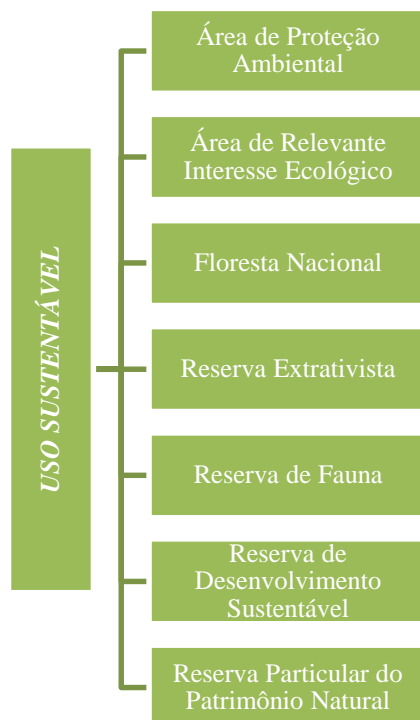 USO SUSTENTÁVEL
Área de Proteção
Ambiental
Área de Relevante
Interesse Ecológico
Floresta Nacional
Reserva Extrativista
Reserva de Fauna
Reserva de
Desenvolvimento
Sustentável
Reserva Particular do
Patrimônio Natural